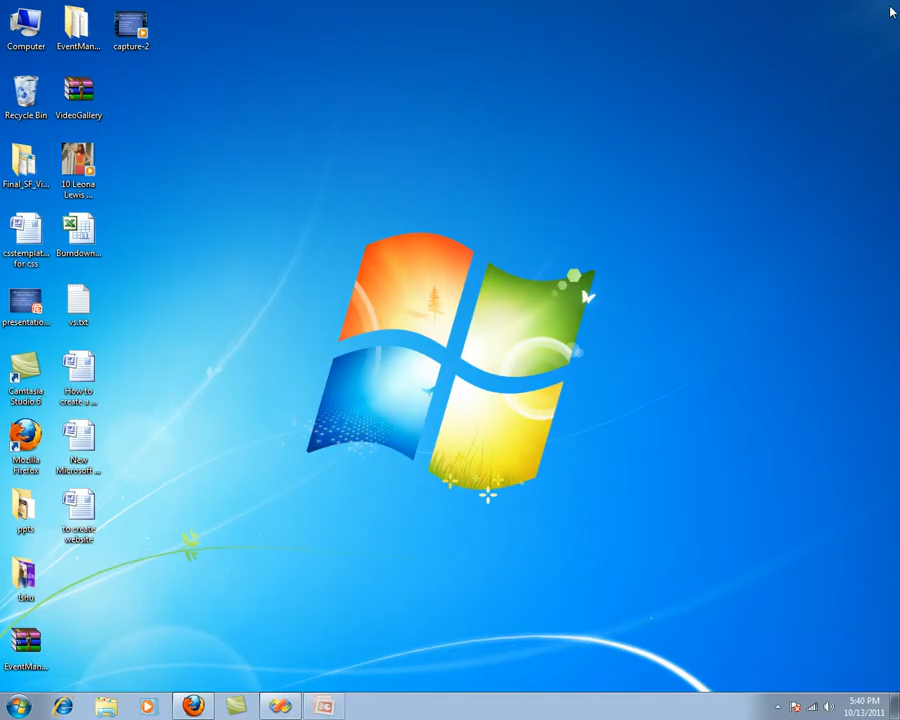 Computer
EventMan...
capture-2
Recycle Bin
VideoGallery
Final_SF_Vi...
10 Leona
Lewis ...
csstemplat...
for css
Burndown...
presentatio...
vs.txt
Camtasia
Studio 6
How to
create a ...
Mozilla
Firefox
New
Microsoft ...
ppts
to create
website
Ishu
EventMan...
5:40 PM
10/13/2011